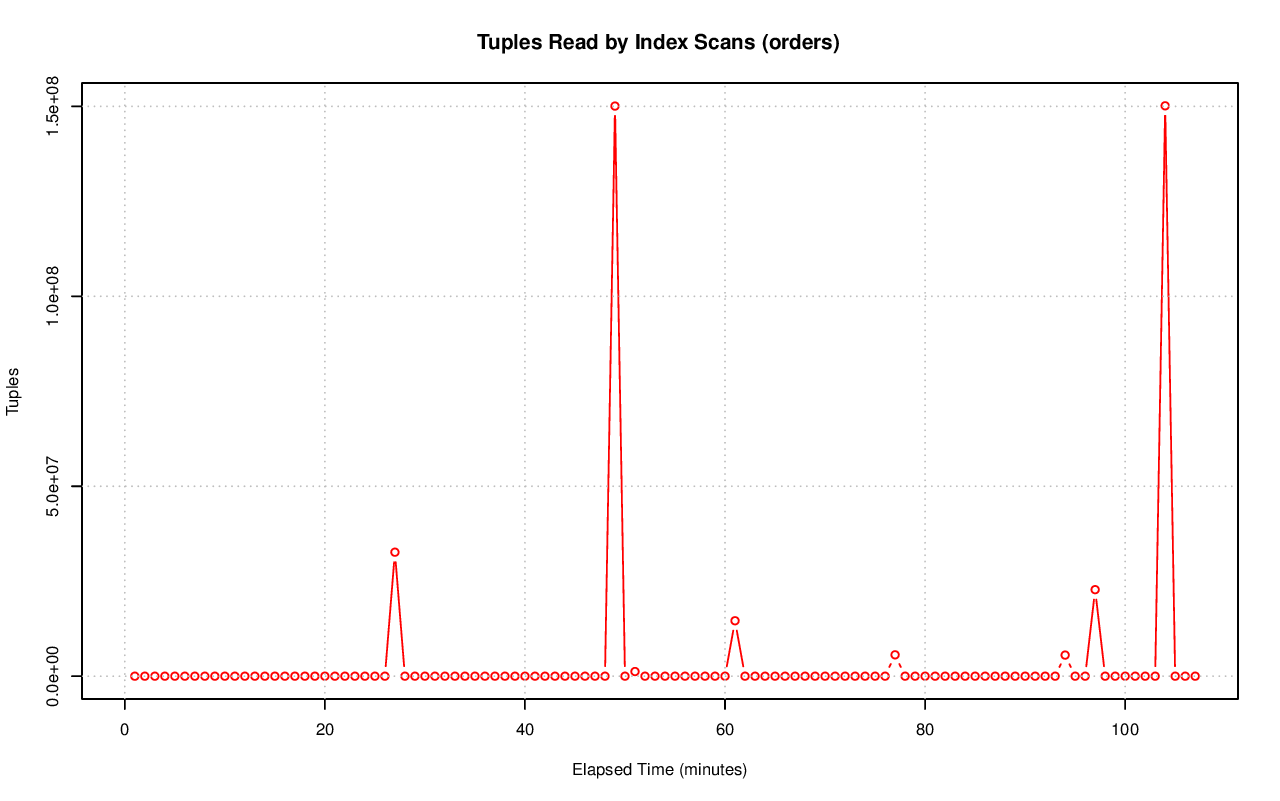 Tuples Read by Index Scans (orders)
1.5e+08
1.0e+08
5.0e+07
0.0e+00
Tuples
0 20 40 60 80 100
Elapsed Time (minutes)